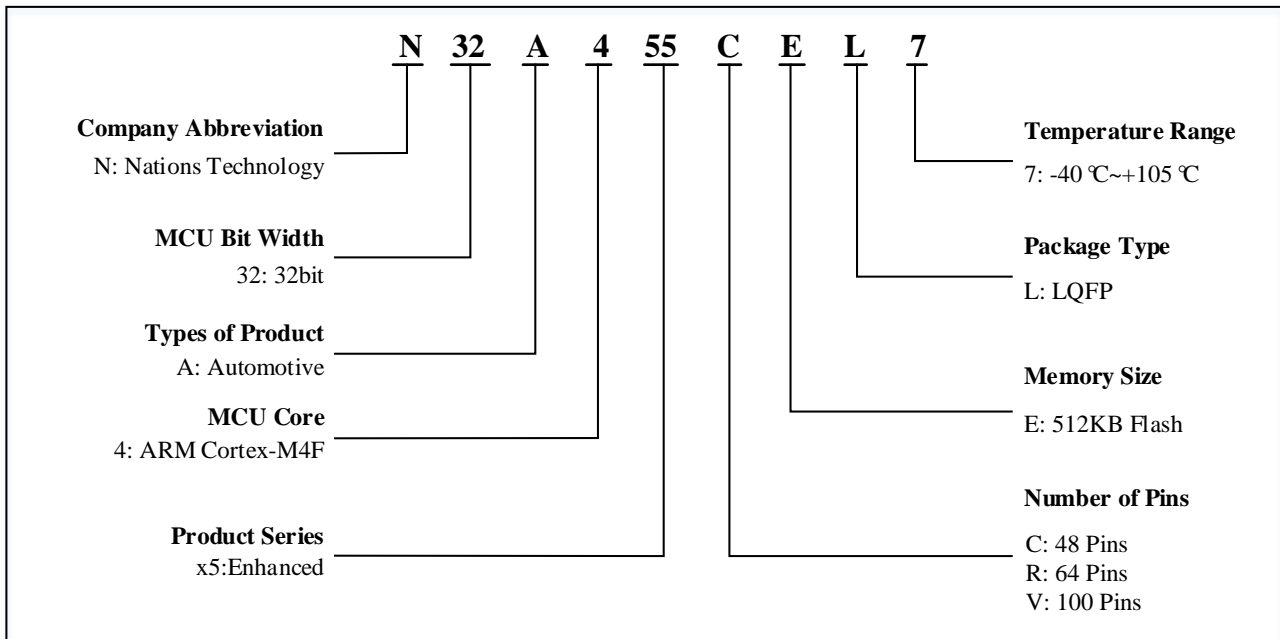 N 32 A 4 55 C E L 7
Company Abbreviation
N: Nations Technology
MCU Bit Width
32: 32bit
Types of Product
A: Automotive
MCU Core
4: ARM Cortex-M4F
Product Series
x5:Enhanced
Temperature Range
7: -40 ℃~+105 ℃
Package Type
L: LQFP
Memory Size
E: 512KB Flash
Number of Pins
C: 48 Pins
R: 64 Pins
V: 100 Pins